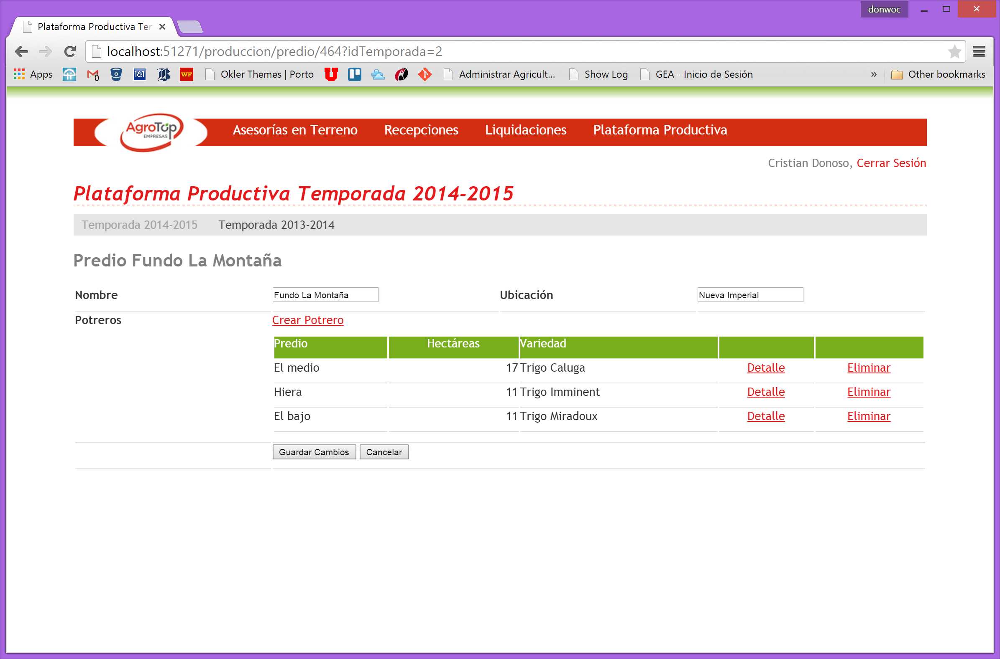 donwoc
Plataforma Productiva Ter
localhost:51271/produccion/predio/464?idTemporada=2
Apps 0 1&1 WF Okler Themes | Porto Administrar Agricult... Show Log GEA - Inicio de Sesión » Other bookmarks
AgroTop
EMPRESAS
Asesorías en Terreno Recepciones Liquidaciones Plataforma Productiva
Cristian Donoso, Cerrar Sesión
Plataforma Productiva Temporada 2014-2015
Temporada 2014-2015 Temporada 2013-2014
Predio Fundo La Montaña
Nombre Fundo La Montaña Ubicación Nueva Imperial
Potreros Crear Potrero
Predio Hectáreas Variedad
El medio 17 Trigo Caluga Detalle Eliminar
Hiera 11 Trigo Imminent Detalle Eliminar
El bajo 11 Trigo Miradoux Detalle Eliminar
Guardar Cambios Cancelar